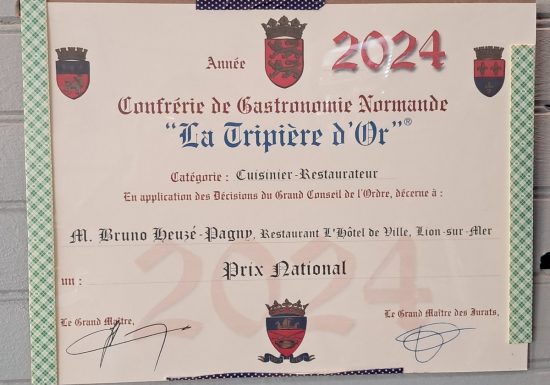 Année 2024
Confrérie de Gastronomie Normande
“La Tripière d'Or”®
Catégorie : Cuisinier-Restaurateur
En application des Décisions du Grand Conseil de l'Ordre, décerne à :
M. Bruno Heuzé-Pagny, Restaurant L'Hôtel de Ville, Lion-sur-Mer
un : Prix National
2024
Le Grand Maître, Le Grand Maître des Jurats,